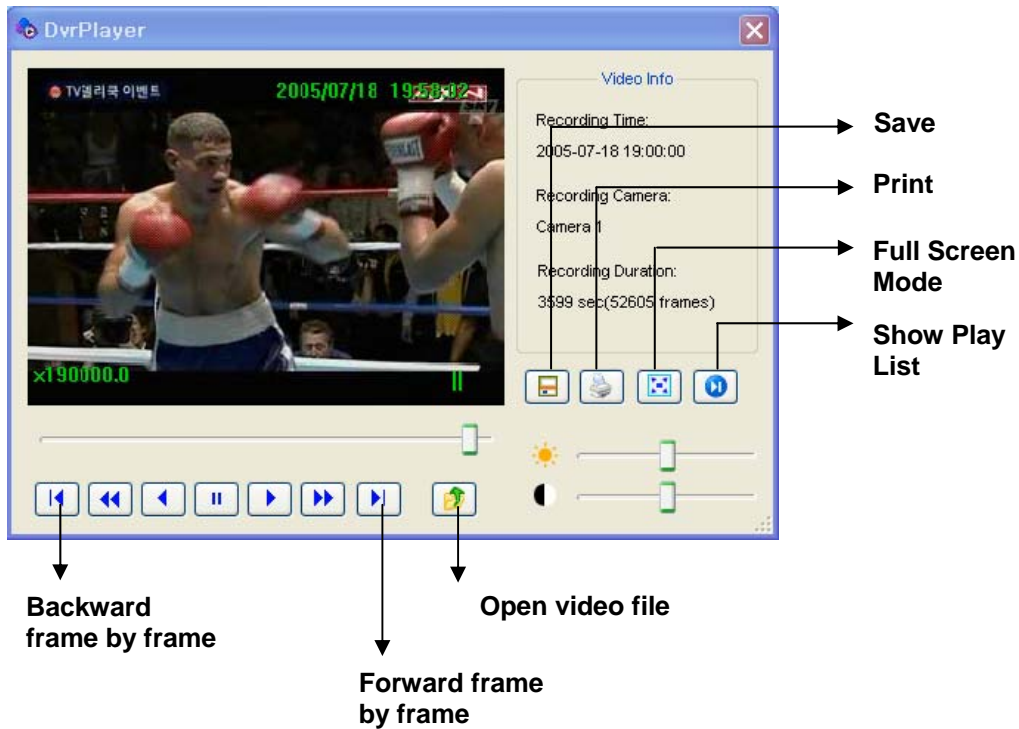 DvrPlayer
TV델리쿡 이벤트
2005/07/18 19:58:02
x190000.0
Video Info
Recording Time:
2005-07-18 19:00:00
Recording Camera:
Camera 1
Recording Duration:
3599 sec(52605 frames)
Save
Print
Full Screen
Mode
Show Play
List
Backward
frame by frame
Open video file
Forward frame
by frame